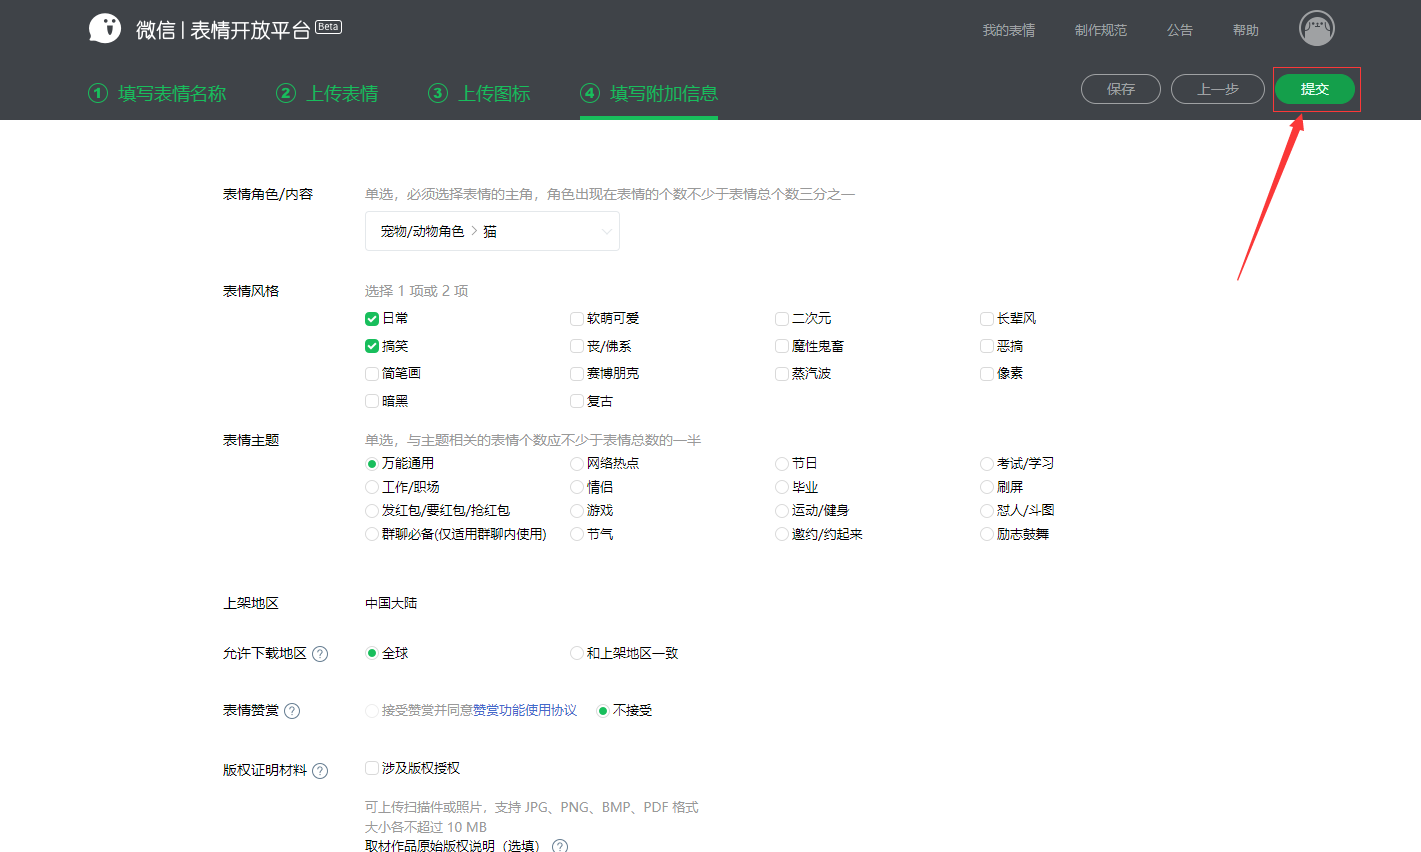 微信 | 表情开放平台 Beta
我的表情 制作规范 公告 帮助
1 填写表情名称 2 上传表情 3 上传图标 4 填写附加信息 保存 上一步 提交
表情角色/内容 单选，必须选择表情的主角，角色出现在表情的个数不少于表情总个数三分之一
宠物/动物角色 > 猫
表情风格 选择 1 项或 2 项
日常 软萌可爱 二次元 长辈风
搞笑 丧/佛系 魔性鬼畜 恶搞
简笔画 赛博朋克 蒸汽波 像素
暗黑 复古
表情主题 单选，与主题相关的表情个数应不少于表情总数的一半
万能通用 网络热点 节日 考试/学习
工作/职场 情侣 毕业 刷屏
发红包/要红包/抢红包 游戏 运动/健身 怼人/斗图
群聊必备(仅适用群聊内使用) 节气 邀约/约起来 励志鼓舞
上架地区 中国大陆
允许下载地区 ? 全球 和上架地区一致
表情赞赏 ? 接受赞赏并同意赞赏功能使用协议 不接受
版权证明材料 ? 涉及版权授权
可上传扫描件或照片，支持 JPG、PNG、BMP、PDF 格式
大小各不超过 10 MB
取材作品原始版权说明（选填） ?